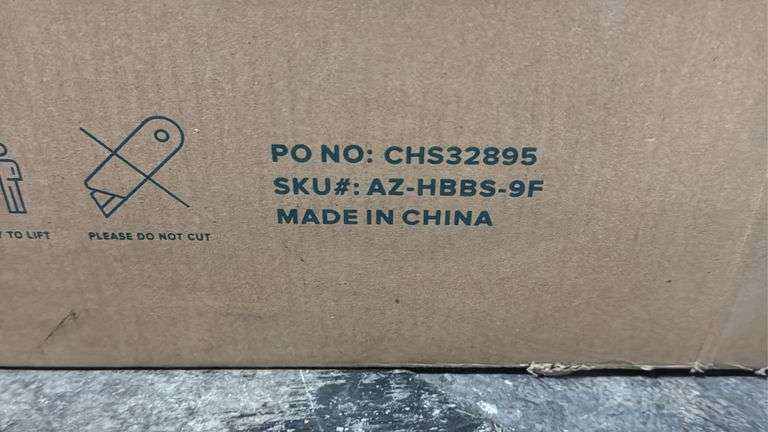 PO NO: CHS32895
SKU#: AZ-HBBS-9F
MADE IN CHINA
TO LIFT
PLEASE DO NOT CUT